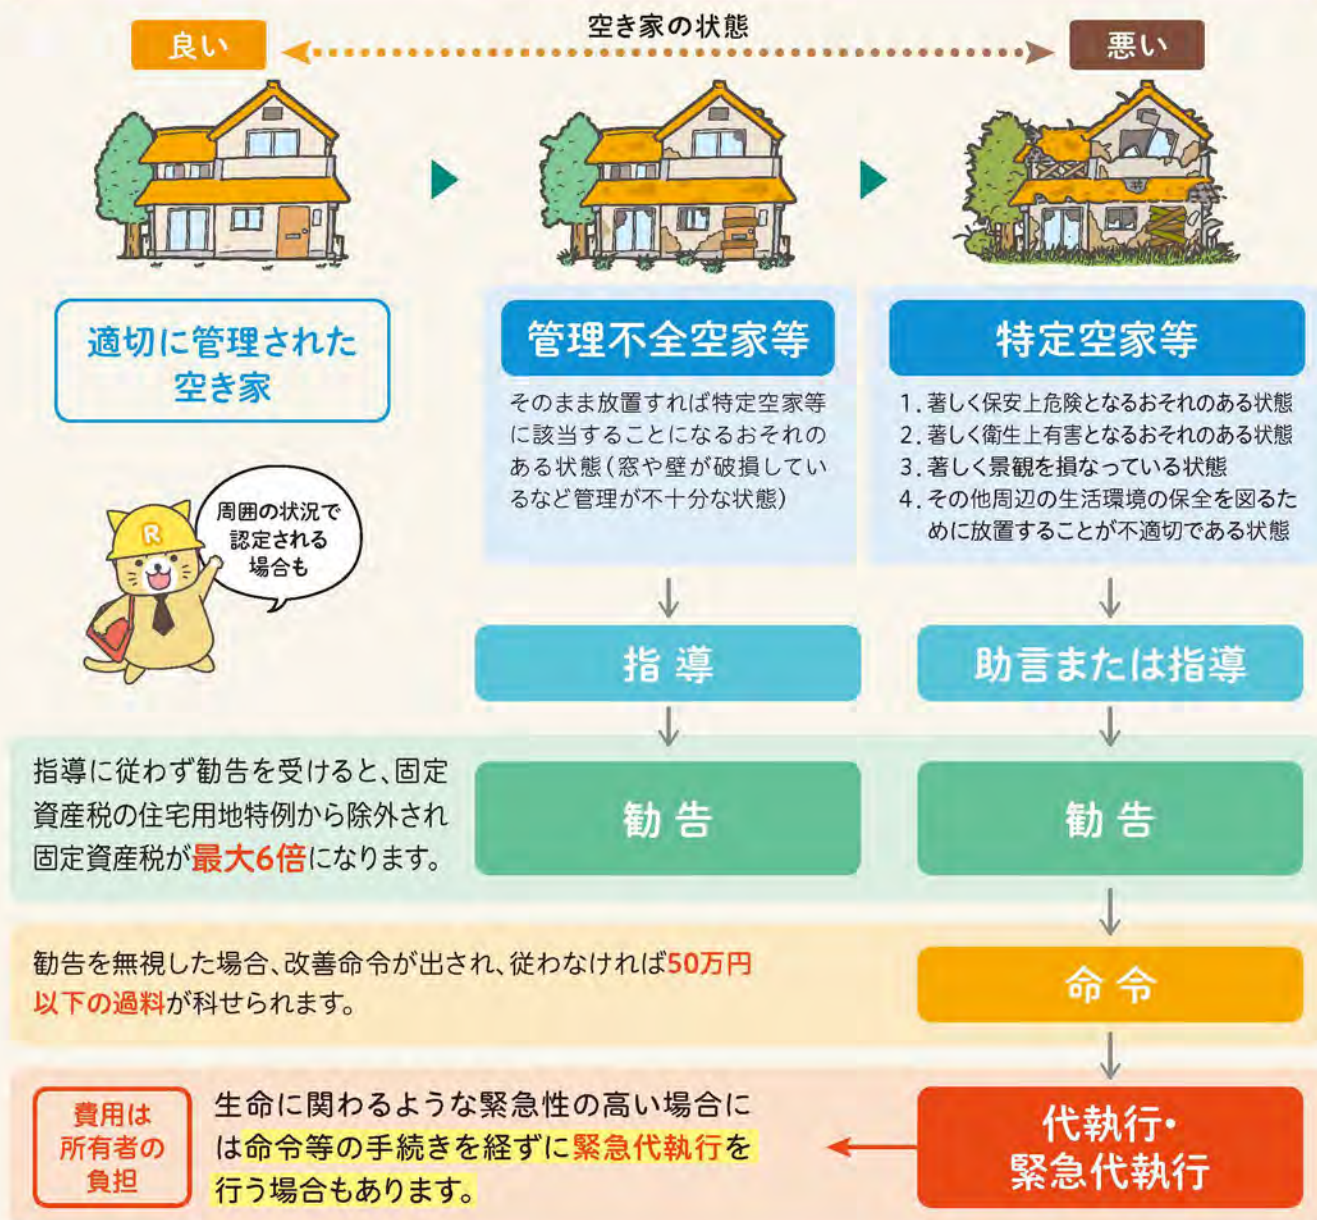 空き家の状態
良い
悪い
適切に管理された
空き家
管理不全空家等
そのまま放置すれば特定空家等
に該当することになるおそれの
ある状態(窓や壁が破損してい
るなど管理が不十分な状態)
特定空家等
1. 著しく保安上危険となるおそれのある状態
2. 著しく衛生上有害となるおそれのある状態
3. 著しく景観を損なっている状態
4. その他周辺の生活環境の保全を図るた
めに放置することが不適切である状態
R
周囲の状況で
認定される
場合も
指導
助言または指導
指導に従わず勧告を受けると、固定
資産税の住宅用地特例から除外され
固定資産税が最大6倍になります。
勧告
勧告
勧告を無視した場合、改善命令が出され、従わなければ50万円
以下の過料が科せられます。
命令
費用は
所有者の
負担
生命に関わるような緊急性の高い場合に
は命令等の手続きを経ずに緊急代執行を
行う場合もあります。
代執行・
緊急代執行